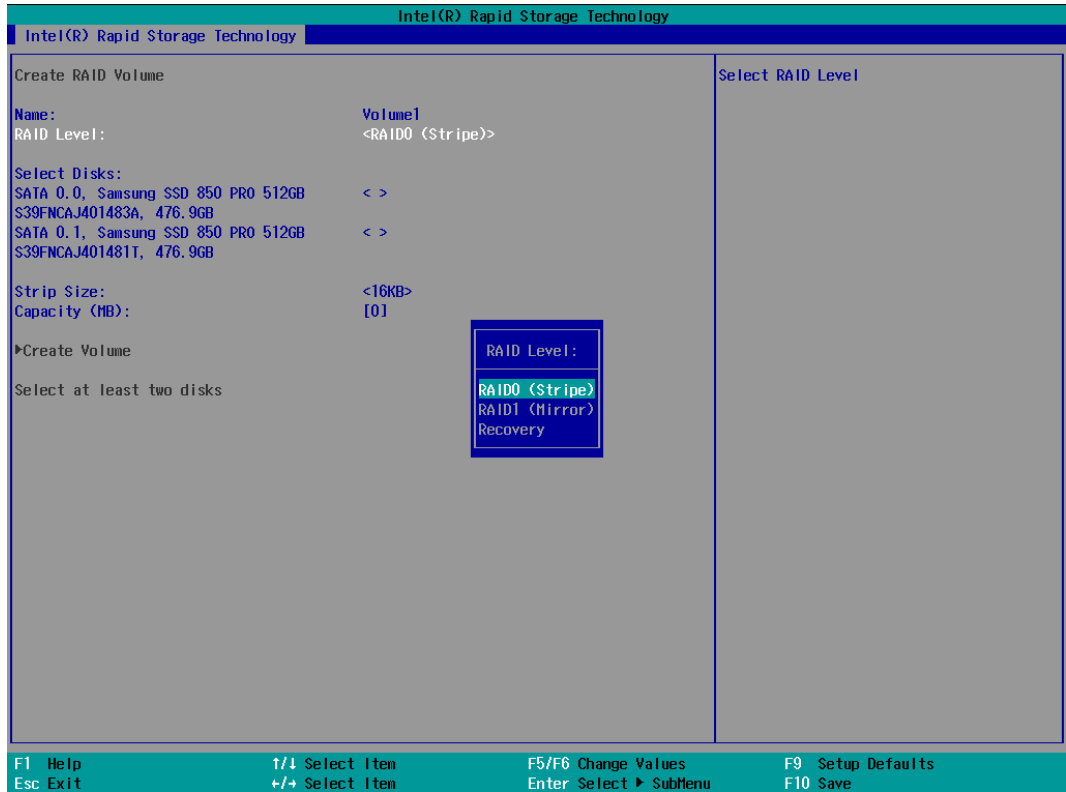 Intel(R) Rapid Storage Technology
Intel(R) Rapid Storage Technology
Create RAID Volume
Select RAID Level
Name: Volume1
RAID Level: <RAID0 (Stripe)>
Select Disks:
SATA 0.0, Samsung SSD 850 PRO 512GB < >
S39FNCAJ401483A, 476.9GB
SATA 0.1, Samsung SSD 850 PRO 512GB < >
S39FNCAJ401481T, 476.9GB
Strip Size: <16KB>
Capacity (MB): [0]
▶Create Volume
Select at least two disks
RAID Level:
RAID0 (Stripe)
RAID1 (Mirror)
Recovery
F1 Help ↑/↓ Select Item F5/F6 Change Values F9 Setup Defaults
Esc Exit ←/→ Select Item Enter Select ▶ SubMenu F10 Save